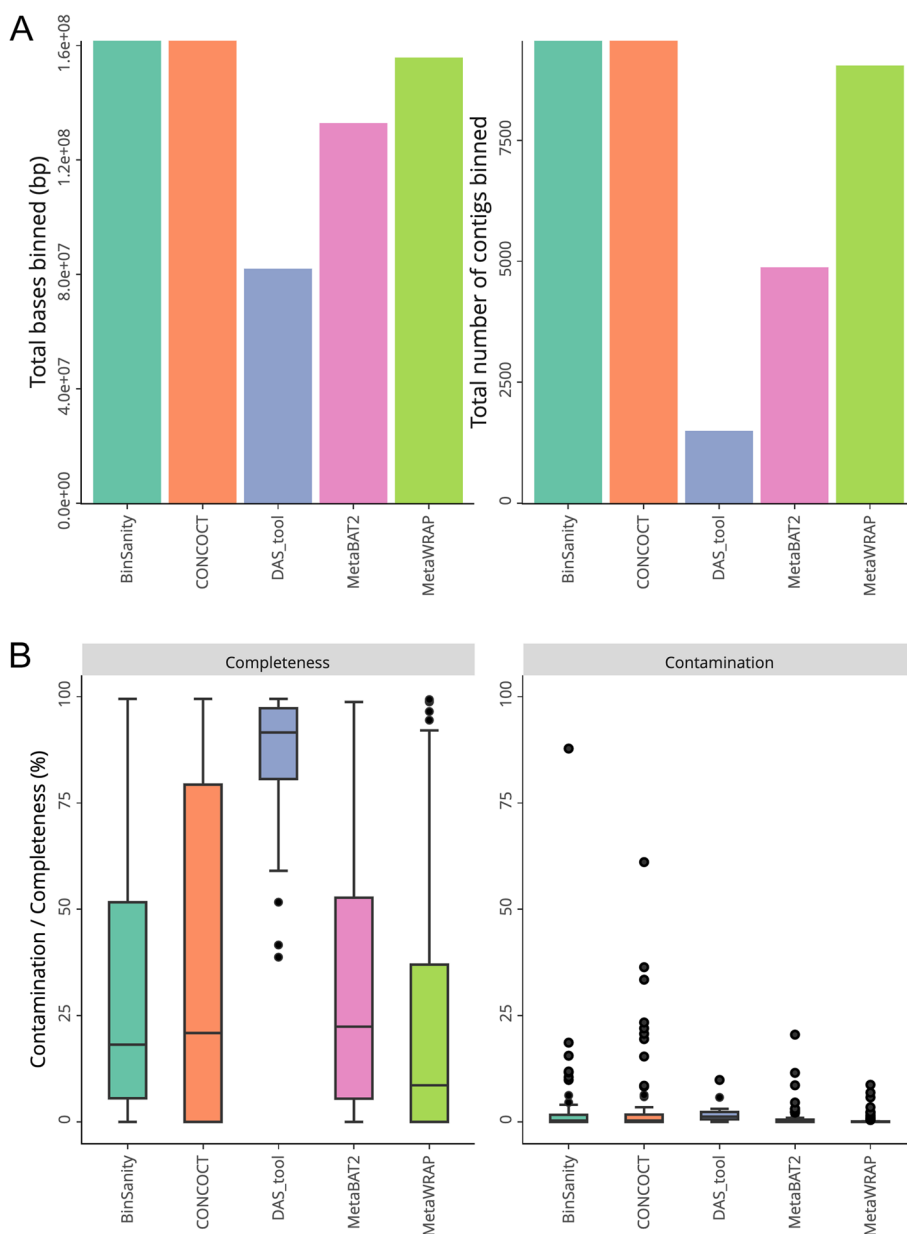 A
Total bases binned (bp)
1.6e+08
1.2e+08
8.0e+07
4.0e+07
0.0e+00
BinSanity
CONCOCT
DAS_tool
MetaBAT2
MetaWRAP
Total number of contigs binned
7500
5000
2500
0
BinSanity
CONCOCT
DAS_tool
MetaBAT2
MetaWRAP
B
Completeness
Contamination
Contamination / Completeness (%)
100
75
50
25
0
BinSanity
CONCOCT
DAS_tool
MetaBAT2
MetaWRAP
100
75
50
25
0
BinSanity
CONCOCT
DAS_tool
MetaBAT2
MetaWRAP